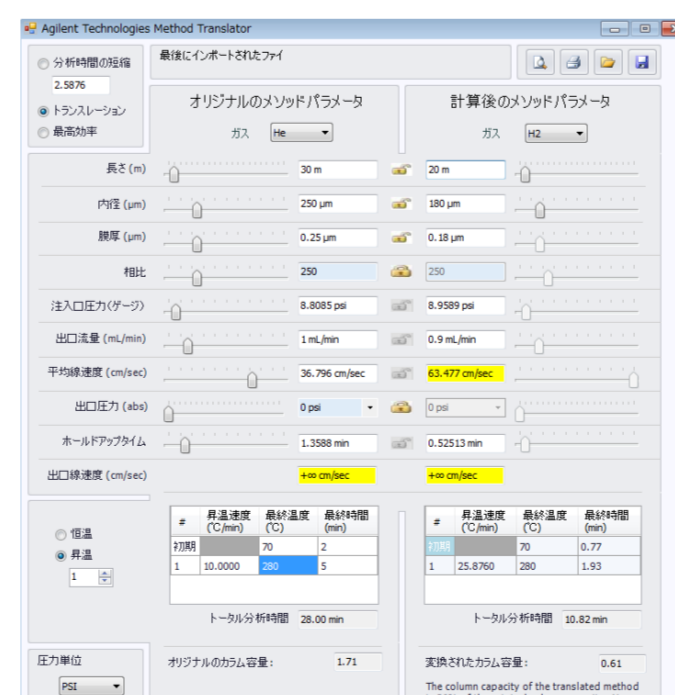 Agilent Technologies Method Translator
分析時間の短縮
2.5876
トランスレーション
最高効率
最後にインポートされたファイ
オリジナルのメソッドパラメータ
ガス He
計算後のメソッドパラメータ
ガス H2
長さ (m) 30 m 20 m
内径 (μm) 250 μm 180 μm
膜厚 (μm) 0.25 μm 0.18 μm
相比 250 250
注入口圧力(ゲージ) 8.8085 psi 8.9589 psi
出口流量 (mL/min) 1 mL/min 0.9 mL/min
平均線速度 (cm/sec) 36.796 cm/sec 63.477 cm/sec
出口圧力 (abs) 0 psi 0 psi
ホールドアップタイム 1.3588 min 0.52513 min
出口線速度 (cm/sec) +∞ cm/sec +∞ cm/sec
恒温
昇温
1
# 昇温速度 (℃/min) 最終温度 (℃) 最終時間 (min)
初期 70 2
1 10.0000 280 5
トータル分析時間 28.00 min
# 昇温速度 (℃/min) 最終温度 (℃) 最終時間 (min)
初期 70 0.77
1 25.8760 280 1.93
トータル分析時間 10.82 min
圧力単位
PSI
オリジナルのカラム容量: 1.71
変換されたカラム容量: 0.61
The column capacity of the translated method